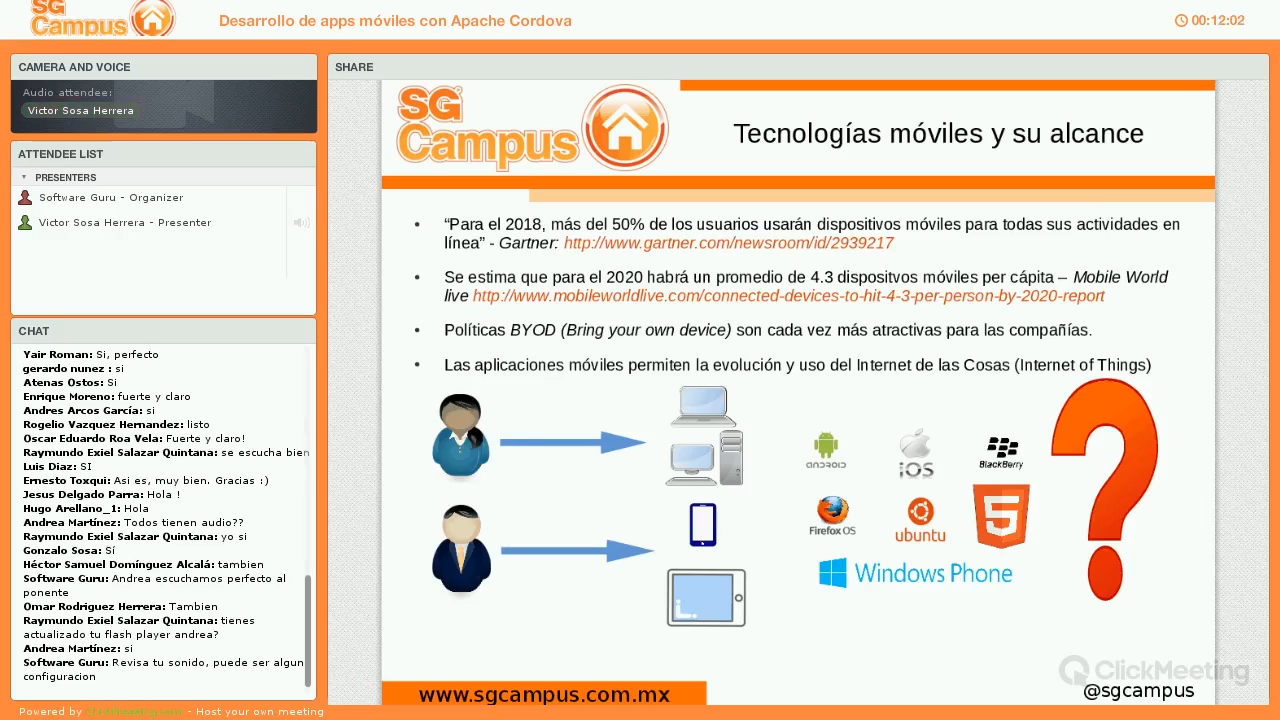 SG Campus
Desarrollo de apps móviles con Apache Cordova
00:12:02
CAMERA AND VOICE
Audio attendee:
Victor Sosa Herrera
ATTENDEE LIST
PRESENTERS
Software Guru - Organizer
Victor Sosa Herrera - Presenter
CHAT
Yair Roman: Si, perfecto
gerardo nunez : si
Atenas Ostos: Si
Enrique Moreno: fuerte y claro
Andres Arcos García: si
Rogelio Vazquez Hernandez: listo
Oscar Eduardo Roa Vela: Fuerte y claro!
Raymundo Exiel Salazar Quintana: se escucha bien
Luis Diaz: SI
Ernesto Toxqui: Asi es, muy bien. Gracias :)
Jesus Delgado Parra: Hola !
Hugo Arellano_1: Hola
Andrea Martínez: Todos tienen audio??
Raymundo Exiel Salazar Quintana: yo si
Gonzalo Sosa: Sí
Héctor Samuel Domínguez Alcalá: tambien
Software Guru: Andrea escuchamos perfecto al
ponente
Omar Rodriguez Herrera: Tambien
Raymundo Exiel Salazar Quintana: tienes
actualizado tu flash player andrea?
Andrea Martínez: si
Software Guru: Revisa tu sonido, puede ser algun
configuracion
Powered by ClickMeeting.com - Host your own meeting
SHARE
SG
Campus
Tecnologías móviles y su alcance
• “Para el 2018, más del 50% de los usuarios usarán dispositivos móviles para todas sus actividades en
línea” - Gartner: http://www.gartner.com/newsroom/id/2939217
• Se estima que para el 2020 habrá un promedio de 4.3 dispositvos móviles per cápita – Mobile World
live http://www.mobileworldlive.com/connected-devices-to-hit-4-3-per-person-by-2020-report
• Políticas BYOD (Bring your own device) son cada vez más atractivas para las compañías.
• Las aplicaciones móviles permiten la evolución y uso del Internet de las Cosas (Internet of Things)
ANDROID
iOS
BlackBerry
Firefox OS
ubuntu
5
Windows Phone
?
ClickMeeting
www.sgcampus.com.mx
@sgcampus